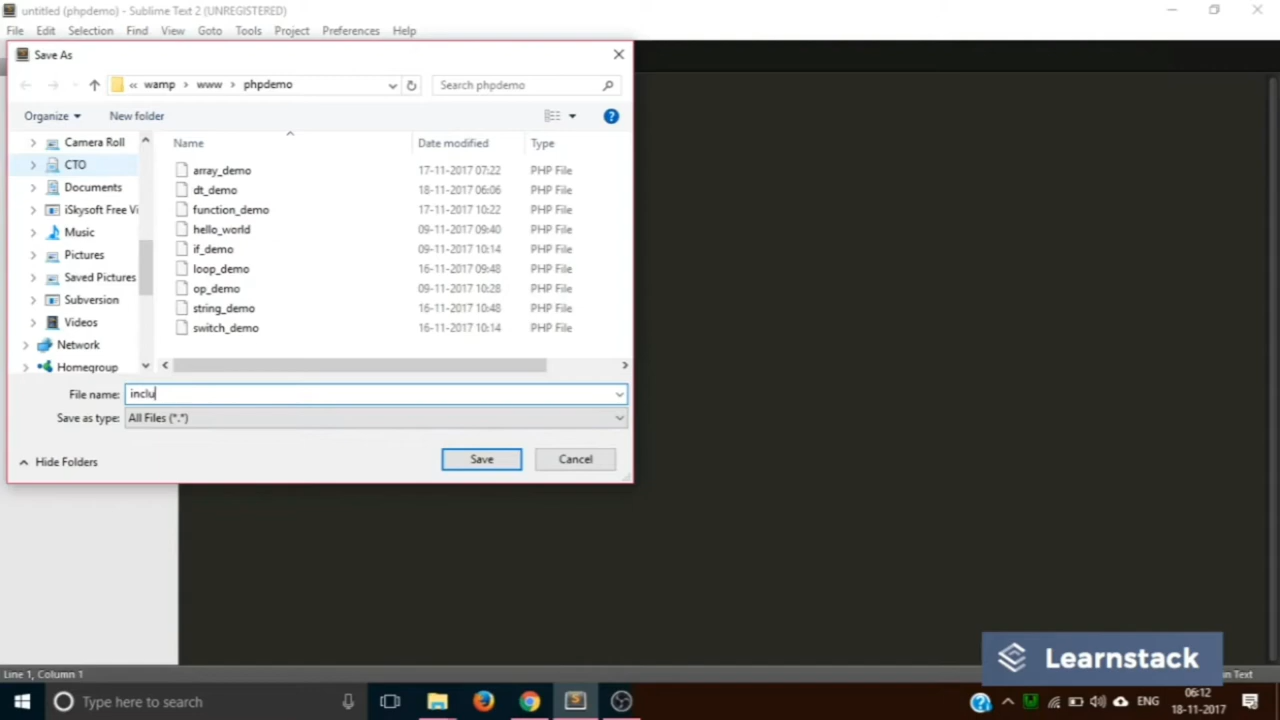 untitled (phpdemo) - Sublime Text 2 (UNREGISTERED)
File Edit Selection Find View Goto Tools Project Preferences Help
Save As
« wamp › www › phpdemo
Search phpdemo
Organize New folder
Camera Roll
CTO
Documents
iSkysoft Free Vi
Music
Pictures
Saved Pictures
Subversion
Videos
Network
Homegroup
Name Date modified Type
array_demo 17-11-2017 07:22 PHP File
dt_demo 18-11-2017 06:06 PHP File
function_demo 17-11-2017 10:22 PHP File
hello_world 09-11-2017 09:40 PHP File
if_demo 09-11-2017 10:14 PHP File
loop_demo 16-11-2017 09:48 PHP File
op_demo 09-11-2017 10:28 PHP File
string_demo 16-11-2017 10:48 PHP File
switch_demo 16-11-2017 10:14 PHP File
File name: inclu
Save as type: All Files (*.*)
Hide Folders
Save Cancel
Learnstack
Line 1, Column 1
n Text
Type here to search
ENG
06:12
18-11-2017